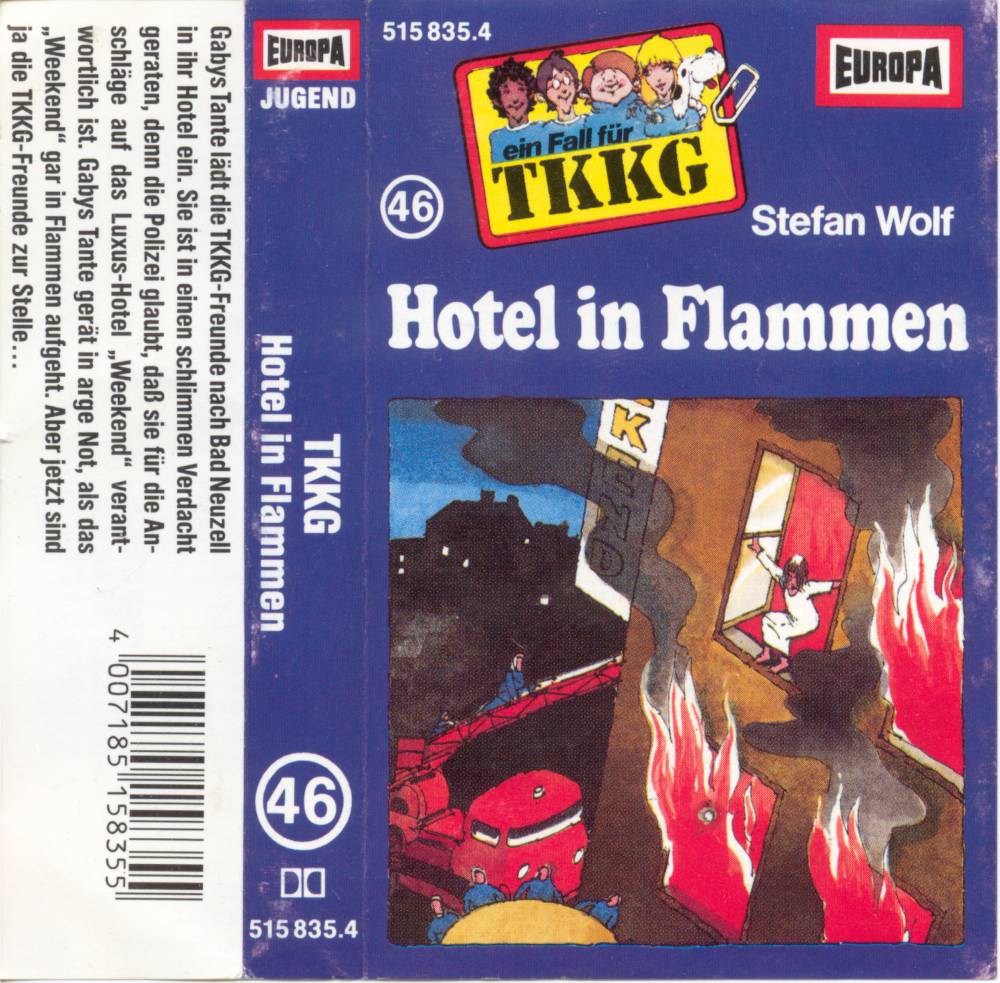 Gabys Tante lädt die TKKG-Freunde nach Bad Neuzell
in ihr Hotel ein. Sie ist in einen schlimmen Verdacht
geraten, denn die Polizei glaubt, daß sie für die An-
schläge auf das Luxus-Hotel „Weekend“ verant-
wortlich ist. Gabys Tante gerät in arge Not, als das
„Weekend“ gar in Flammen aufgeht. Aber jetzt sind
ja die TKKG-Freunde zur Stelle...
4 007185 158355
EUROPA
JUGEND
TKKG
Hotel in Flammen
46
515 835.4
515 835.4
ein Fall für
TKKG
EUROPA
46
Stefan Wolf
Hotel in Flammen
KEND